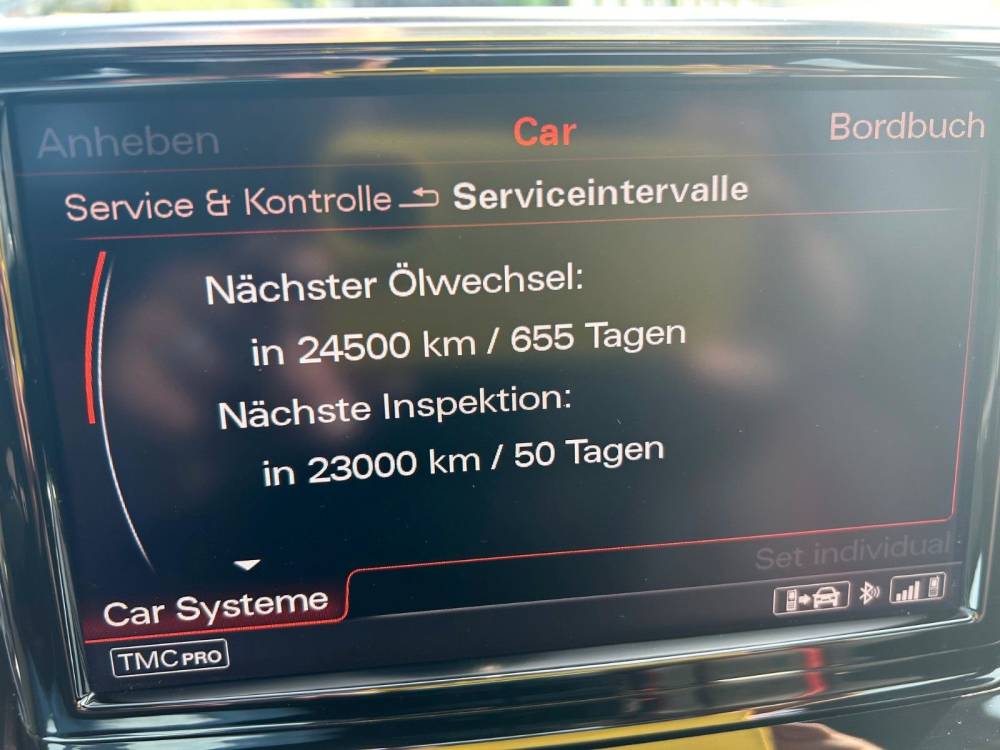 Anheben Car Bordbuch
Service & Kontrolle Serviceintervalle
Nächster Ölwechsel:
in 24500 km / 655 Tagen
Nächste Inspektion:
in 23000 km / 50 Tagen
Set individual
Car Systeme
TMC PRO